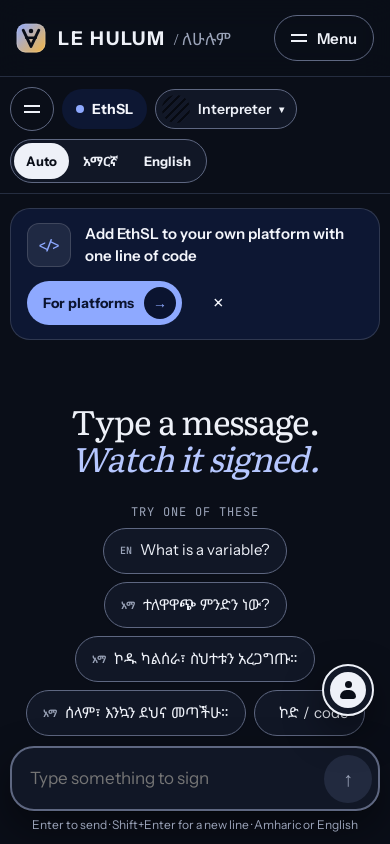 LE HULUM / ለሁሉም
Menu
EthSL
Interpreter ▾
Auto
አማርኛ
English
</>
Add EthSL to your own platform with
one line of code
For platforms →
×
Type a message.
Watch it signed.
TRY ONE OF THESE
EN What is a variable?
አማ ተለዋዋጭ ምንድን ነው?
አማ ኮዱ ካልሰራ፣ ስህተቱን አረጋግጡ።
አማ ሰላም፣ እንኳን ደህና መጣችሁ።
ኮድ / code
Type something to sign
↑
Enter to send · Shift+Enter for a new line · Amharic or English